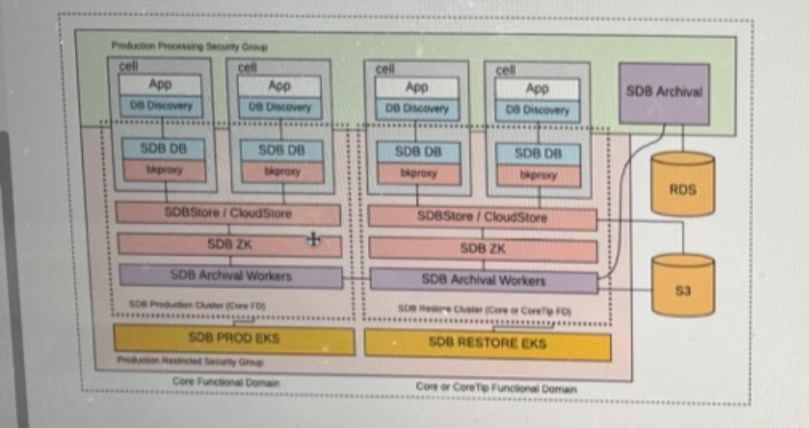 Production Processing Security Group
cell
App
DB Discovery
SDB DB
bkproxy
cell
App
DB Discovery
SDB DB
bkproxy
cell
App
DB Discovery
SDB DB
bkproxy
cell
App
DB Discovery
SDB DB
bkproxy
SDB Archival
RDS
S3
SDBStore / CloudStore
SDB ZK
SDB Archival Workers
SDB Production Cluster (Core FD)
SDBStore / CloudStore
SDB ZK
SDB Archival Workers
SDB Restore Cluster (Core or CoreTip FD)
SDB PROD EKS
SDB RESTORE EKS
Production Restricted Security Group
Core Functional Domain
Core or CoreTip Functional Domain